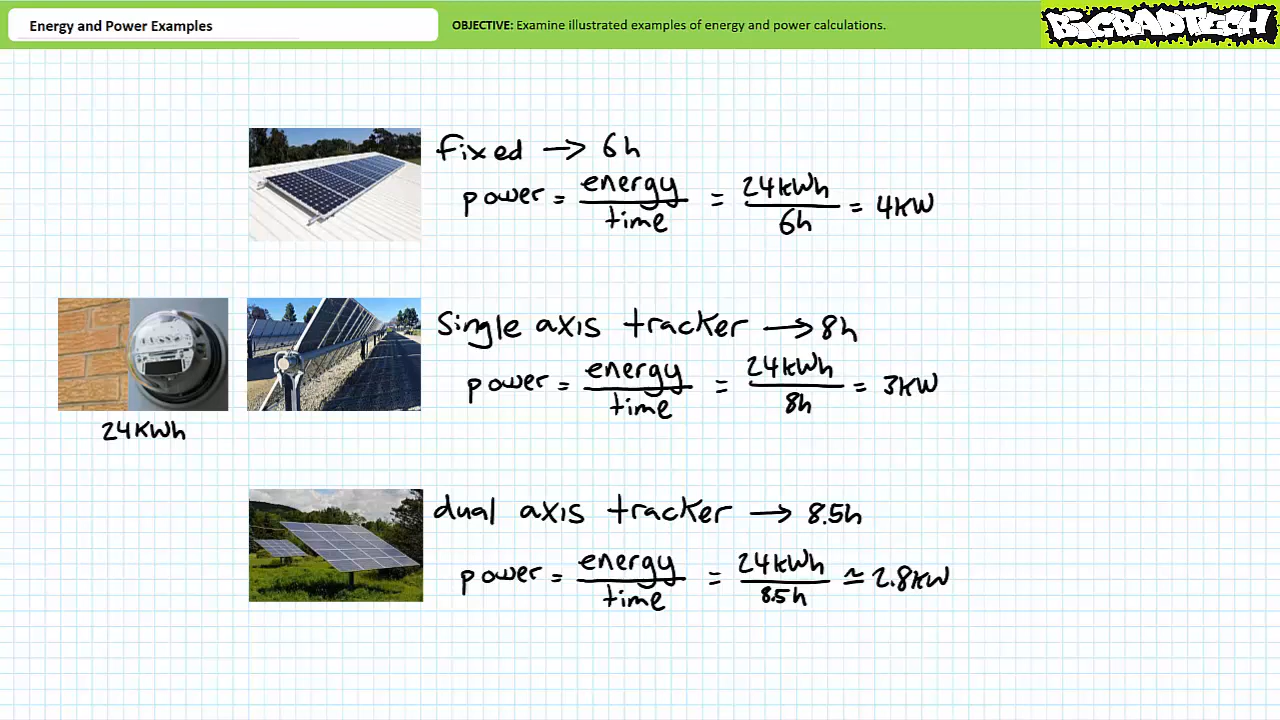 Energy and Power Examples
OBJECTIVE: Examine illustrated examples of energy and power calculations.
BIGBADTECH
fixed → 6h
power = energy/time = 24kWh/6h = 4kW
single axis tracker → 8h
power = energy/time = 24kWh/8h = 3kW
24kWh
dual axis tracker → 8.5h
power = energy/time = 24kWh/8.5h ≈ 2.8kW